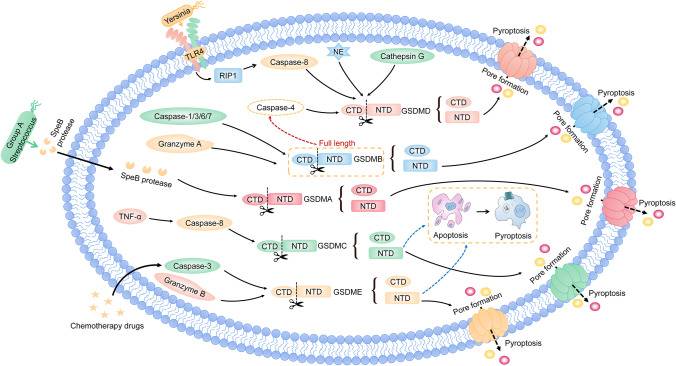 Yersinia
TLR4
RIP1
Caspase-8
NE
Cathepsin G
Pyroptosis
Pore formation
Caspase-4
CTD
NTD
GSDMD
CTD
NTD
Group A
Streptococcus
SpeB
protease
Caspase-1/3/6/7
Granzyme A
Full length
CTD
NTD
GSDMB
CTD
NTD
Pore formation
Pyroptosis
SpeB protease
CTD
NTD
GSDMA
CTD
NTD
Pore formation
Pyroptosis
TNF-α
Caspase-8
CTD
NTD
GSDMC
CTD
NTD
Apoptosis
Pyroptosis
Pore formation
Pyroptosis
Caspase-3
Granzyme B
CTD
NTD
GSDME
CTD
NTD
Pore formation
Pyroptosis
Chemotherapy drugs